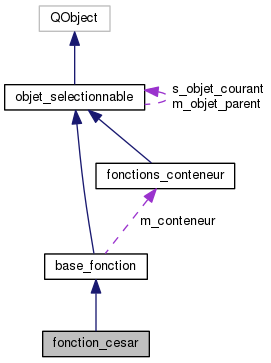 QObject
s_objet_courant
m_objet_parent
objet_selectionnable
fonctions_conteneur
m_conteneur
base_fonction
fonction_cesar